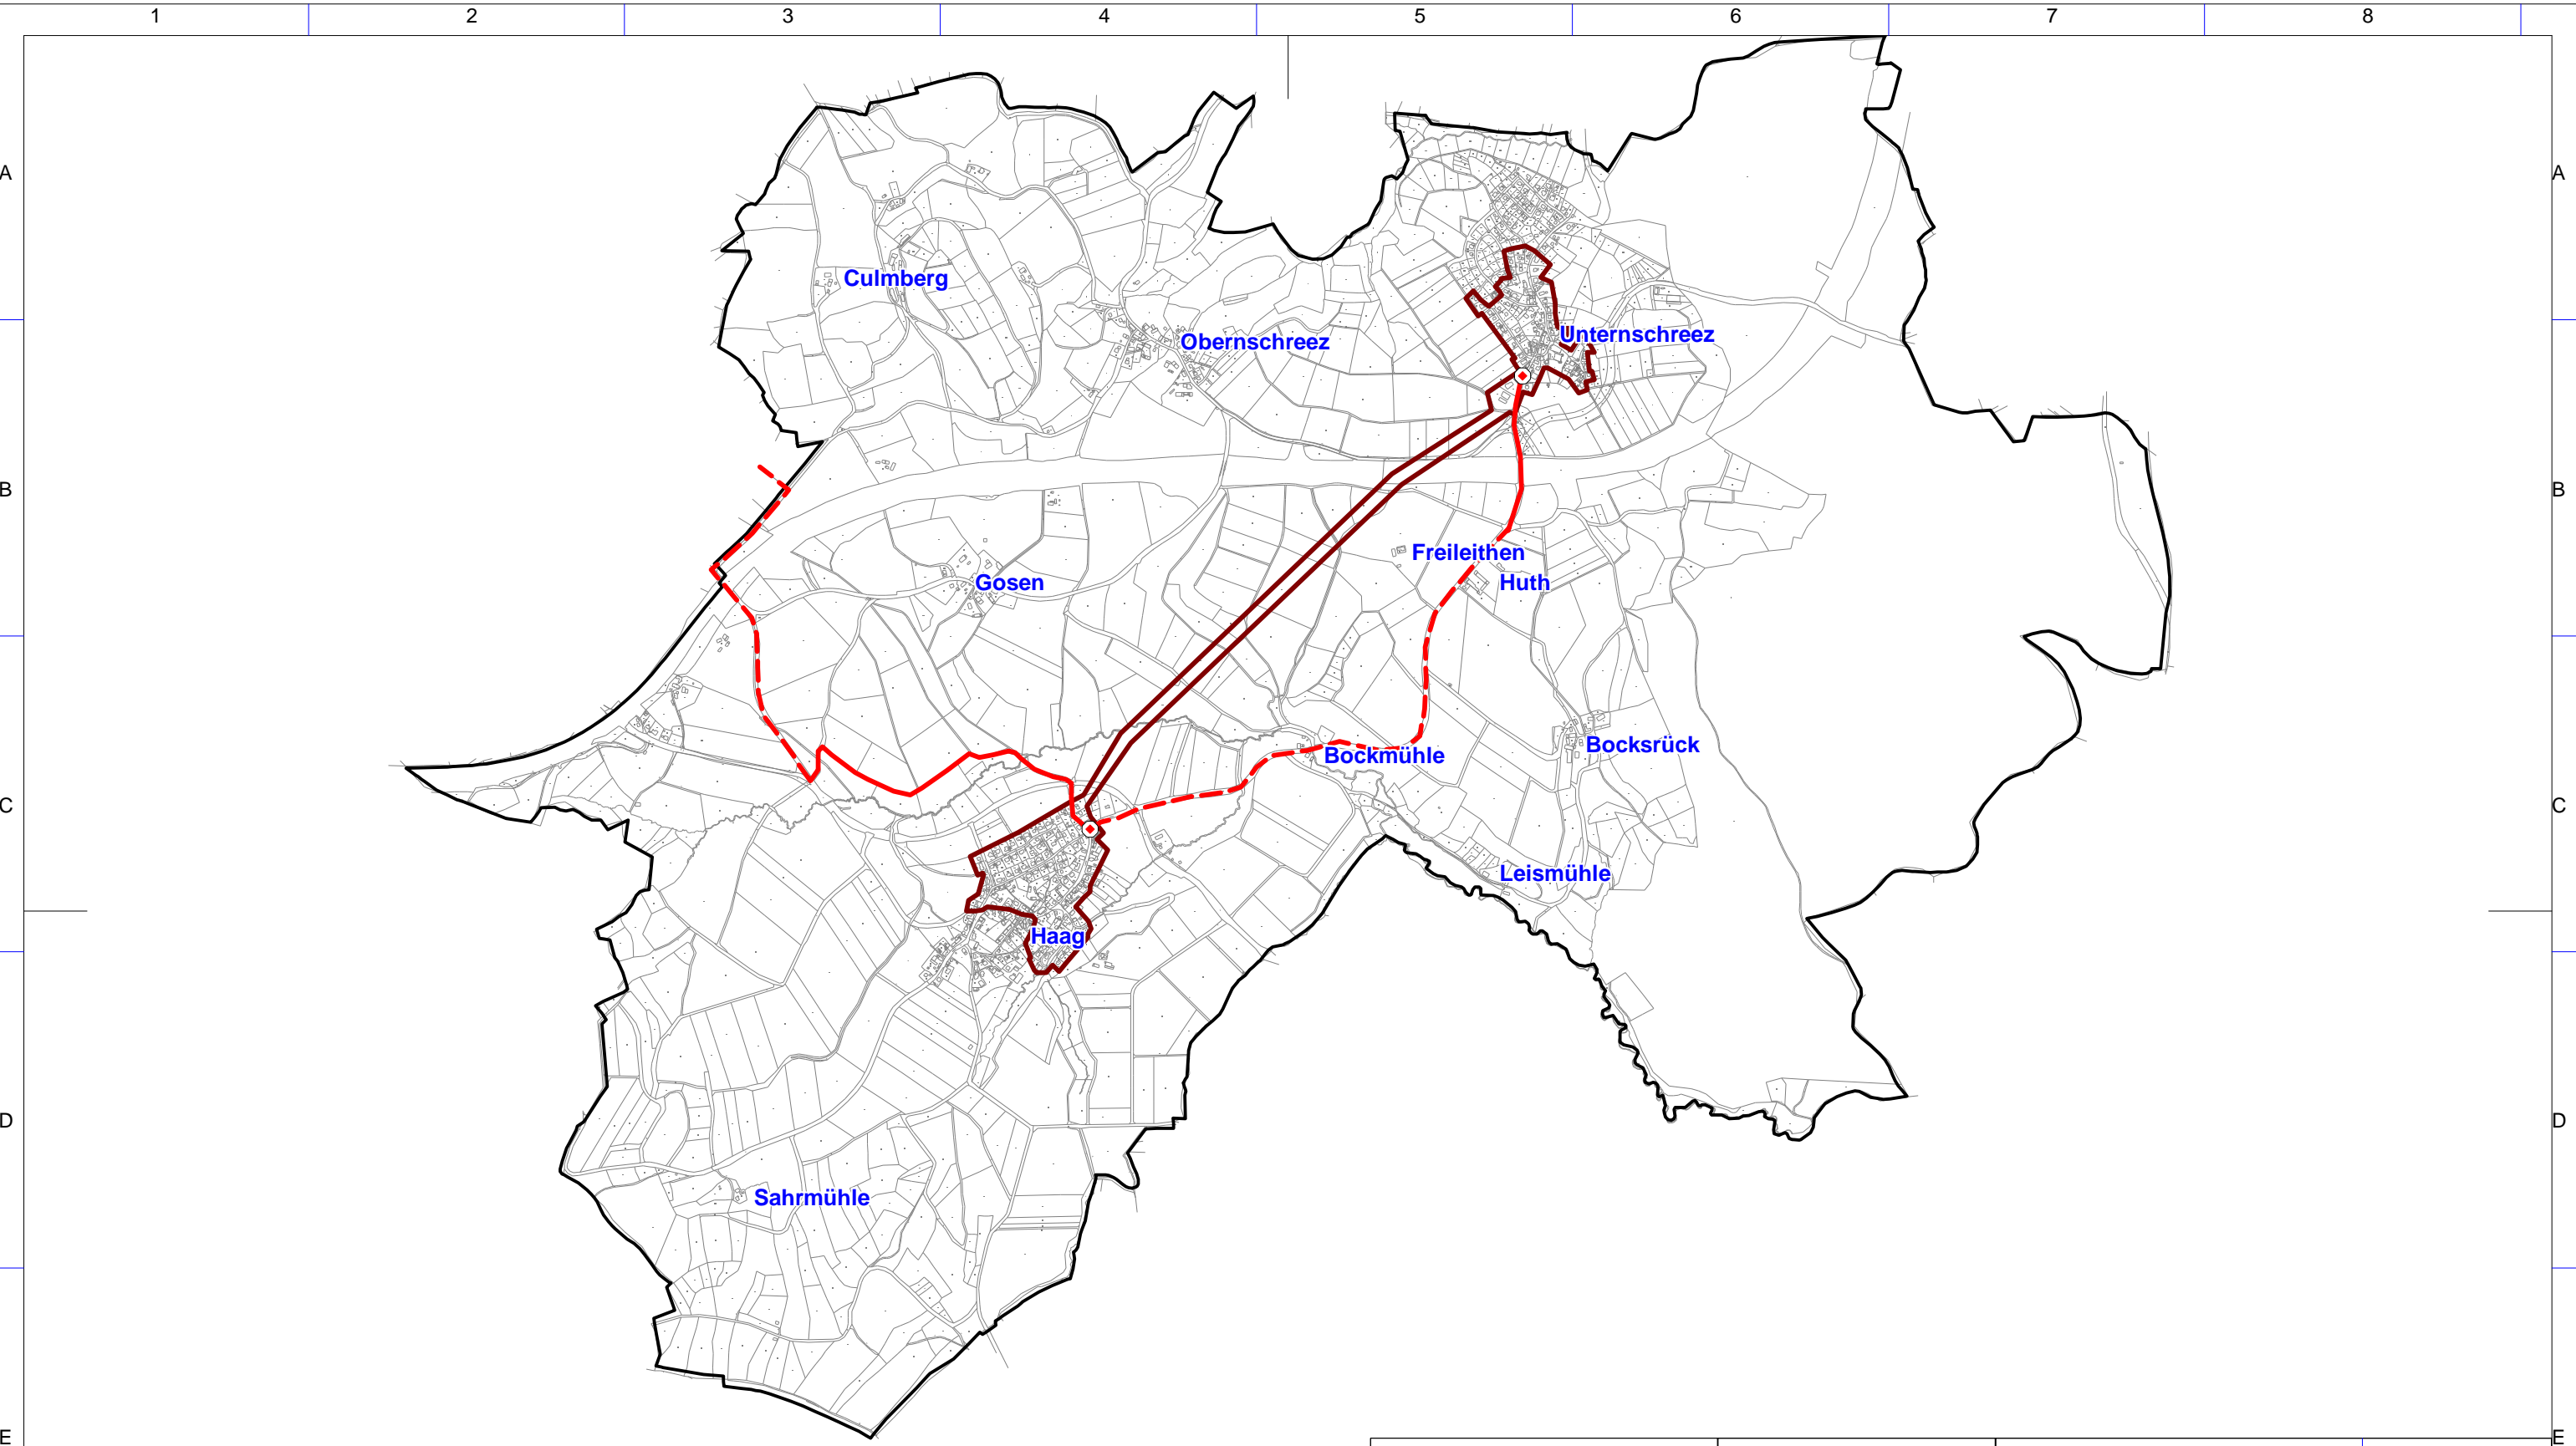 1 2 3 4 5 6 7 8
A A
Culmberg
Unternschreez
Obernschreez
B B
Freileithen
Gosen
Huth
Bocksrück
Bockmühle
C C
Leismühle
Haag
D D
Sahrmühle
E E